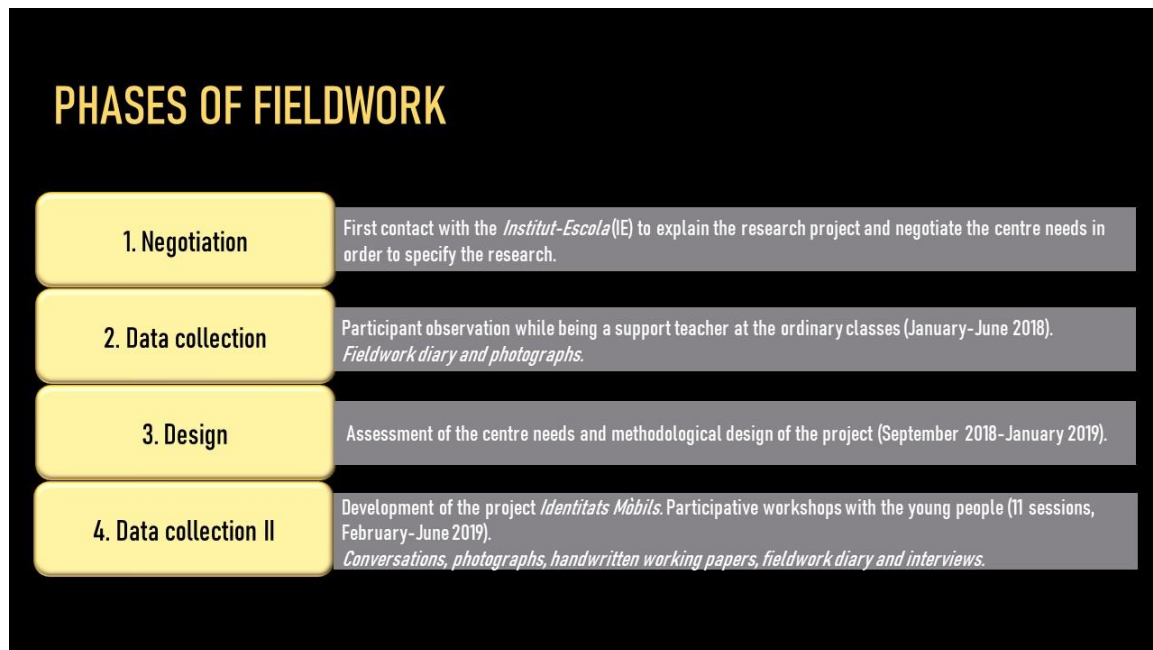 PHASES OF FIELDWORK
1. Negotiation
First contact with the Institut-Escola(IE) to explain the research project and negotiate the centre needs in
order to specify the research.
2. Data collection
Participant observation while being a support teacher at the ordinary classes (January-June 2018).
Fieldwork diary and photographs.
3. Design
Assessment of the centre needs and methodological design of the project (September 2018-January 2019).
4. Data collection II
Development of the project Identitats Mòbils. Participative workshops with the young people (11 sessions,
February-June 2019).
Conversations, photographs, handwritten working papers, fieldwork diary and interviews.